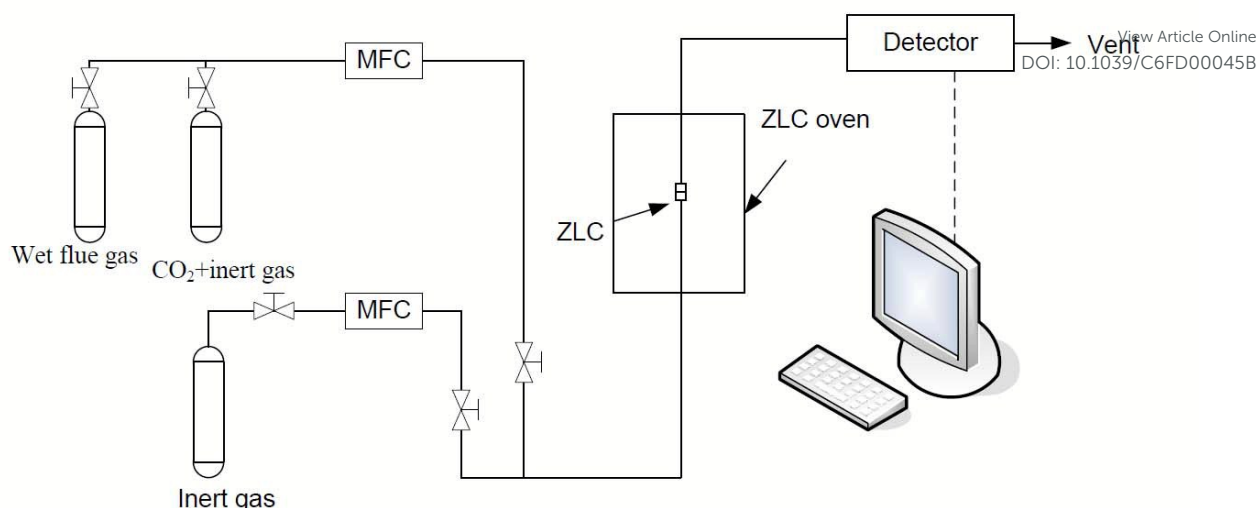 MFC
Detector
Vent
View Article Online
DOI: 10.1039/C6FD00045B
ZLC oven
ZLC
Wet flue gas
CO₂+inert gas
MFC
Inert gas